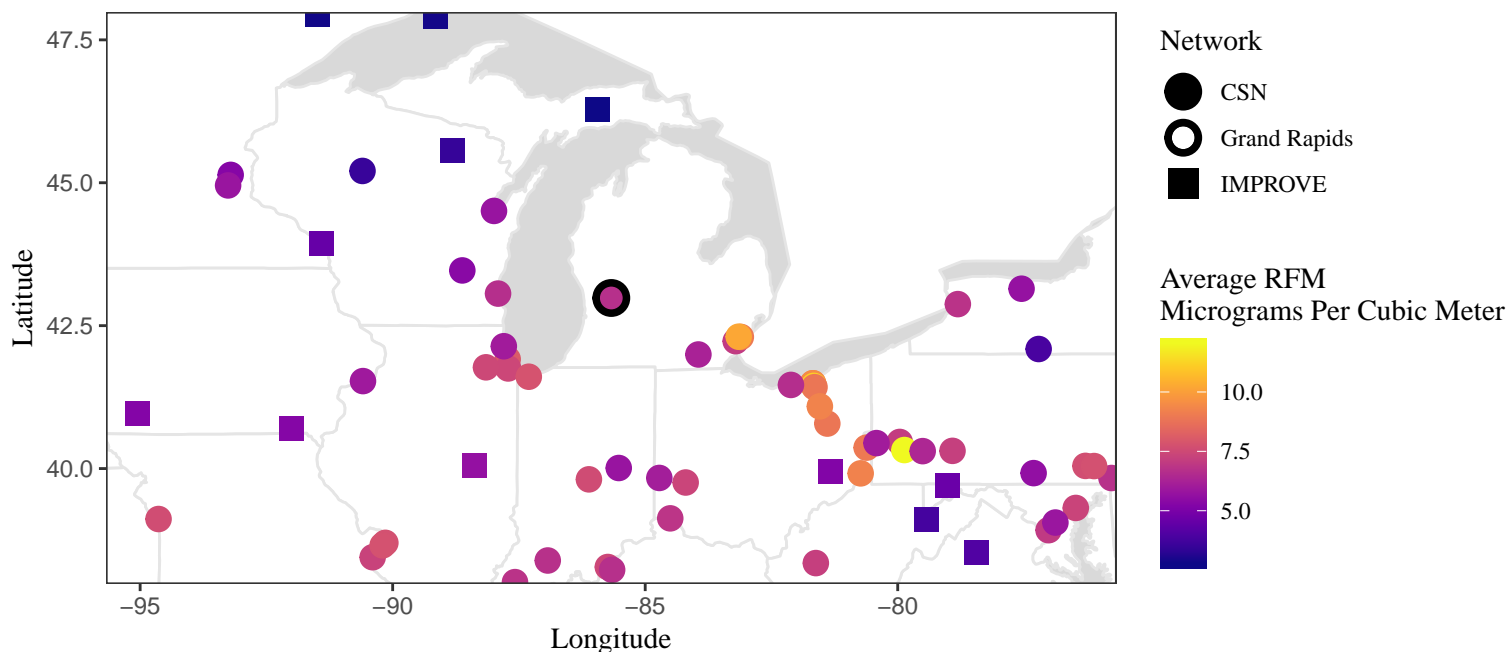 47.5
45.0
42.5
40.0
Latitude
−95
−90
−85
−80
Longitude
Network
CSN
Grand Rapids
IMPROVE
Average RFM
Micrograms Per Cubic Meter
10.0
7.5
5.0